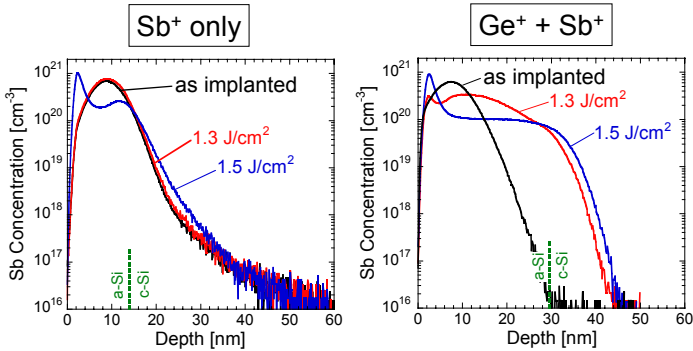 Sb⁺ only
Sb Concentration [cm⁻³]
10²¹
10²⁰
10¹⁹
10¹⁸
10¹⁷
10¹⁶
as implanted
1.3 J/cm²
1.5 J/cm²
a-Si
c-Si
0 10 20 30 40 50 60
Depth [nm]
Ge⁺ + Sb⁺
Sb Concentration [cm⁻³]
10²¹
10²⁰
10¹⁹
10¹⁸
10¹⁷
10¹⁶
as implanted
1.3 J/cm²
1.5 J/cm²
a-Si
c-Si
0 10 20 30 40 50 60
Depth [nm]